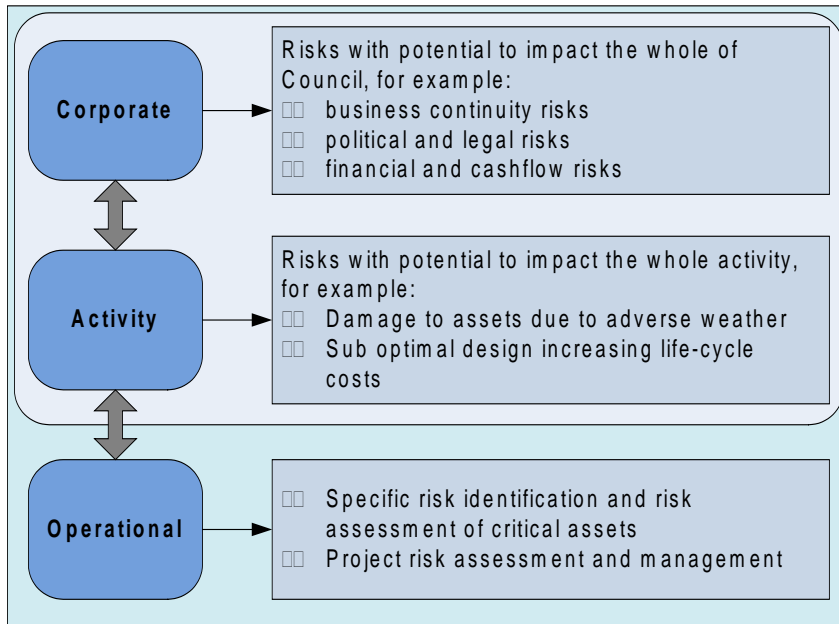 Corporate
Risks with potential to impact the whole of
Council, for example:
□□ business continuity risks
□□ political and legal risks
□□ financial and cashflow risks
Activity
Risks with potential to impact the whole activity,
for example:
□□ Damage to assets due to adverse weather
□□ Sub optimal design increasing life-cycle
costs
Operational
□□ Specific risk identification and risk
assessment of critical assets
□□ Project risk assessment and management